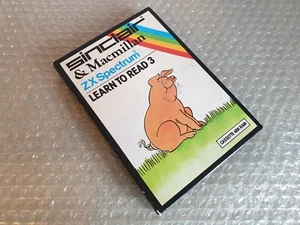 sinclair
& Macmillan
ZX Spectrum
LEARN TO READ 3
CASSETTE 48K RAM